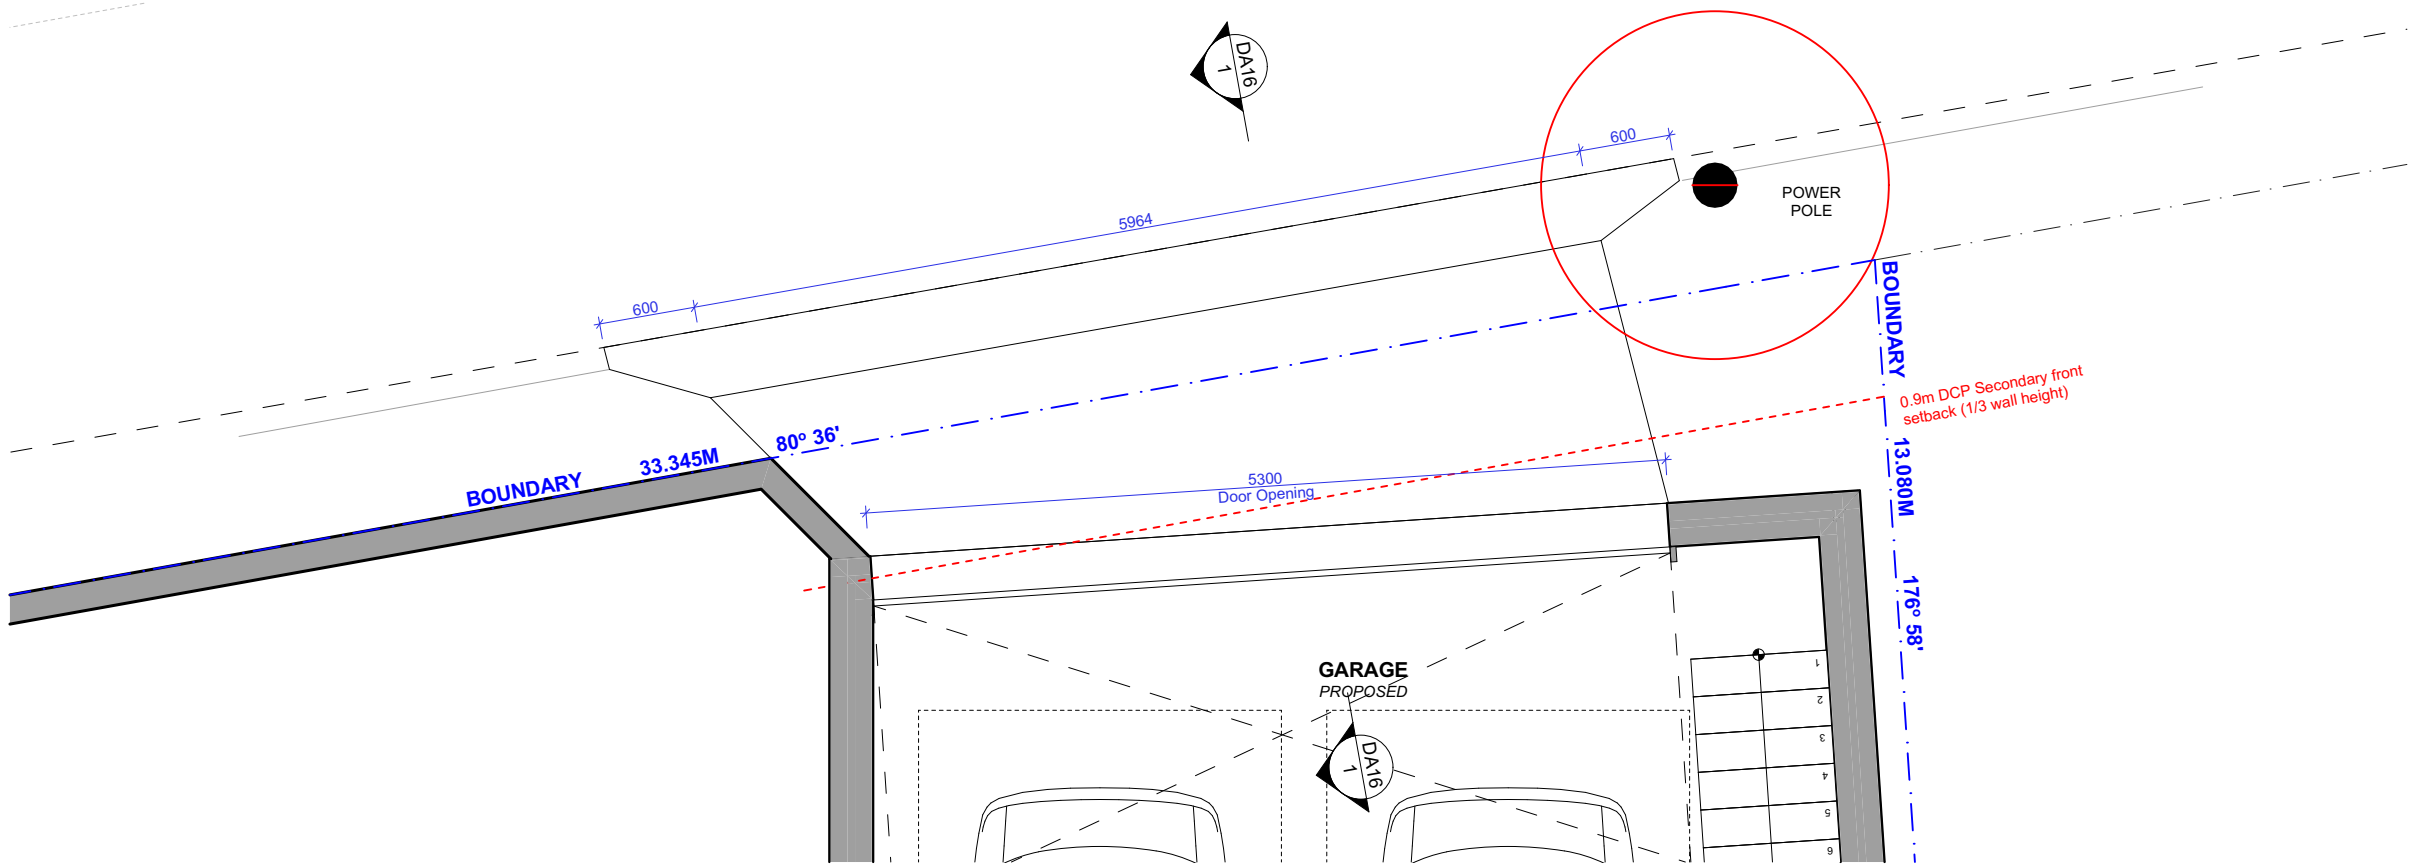 DA16
1
600
5964
600
POWER
POLE
BOUNDARY 33.345M
80º 36'
BOUNDARY 13.080M 176º 58'
0.9m DCP Secondary front
setback (1/3 wall height)
5300
Door Opening
GARAGE
PROPOSED
DA16
1
1
2
3
4
5
6